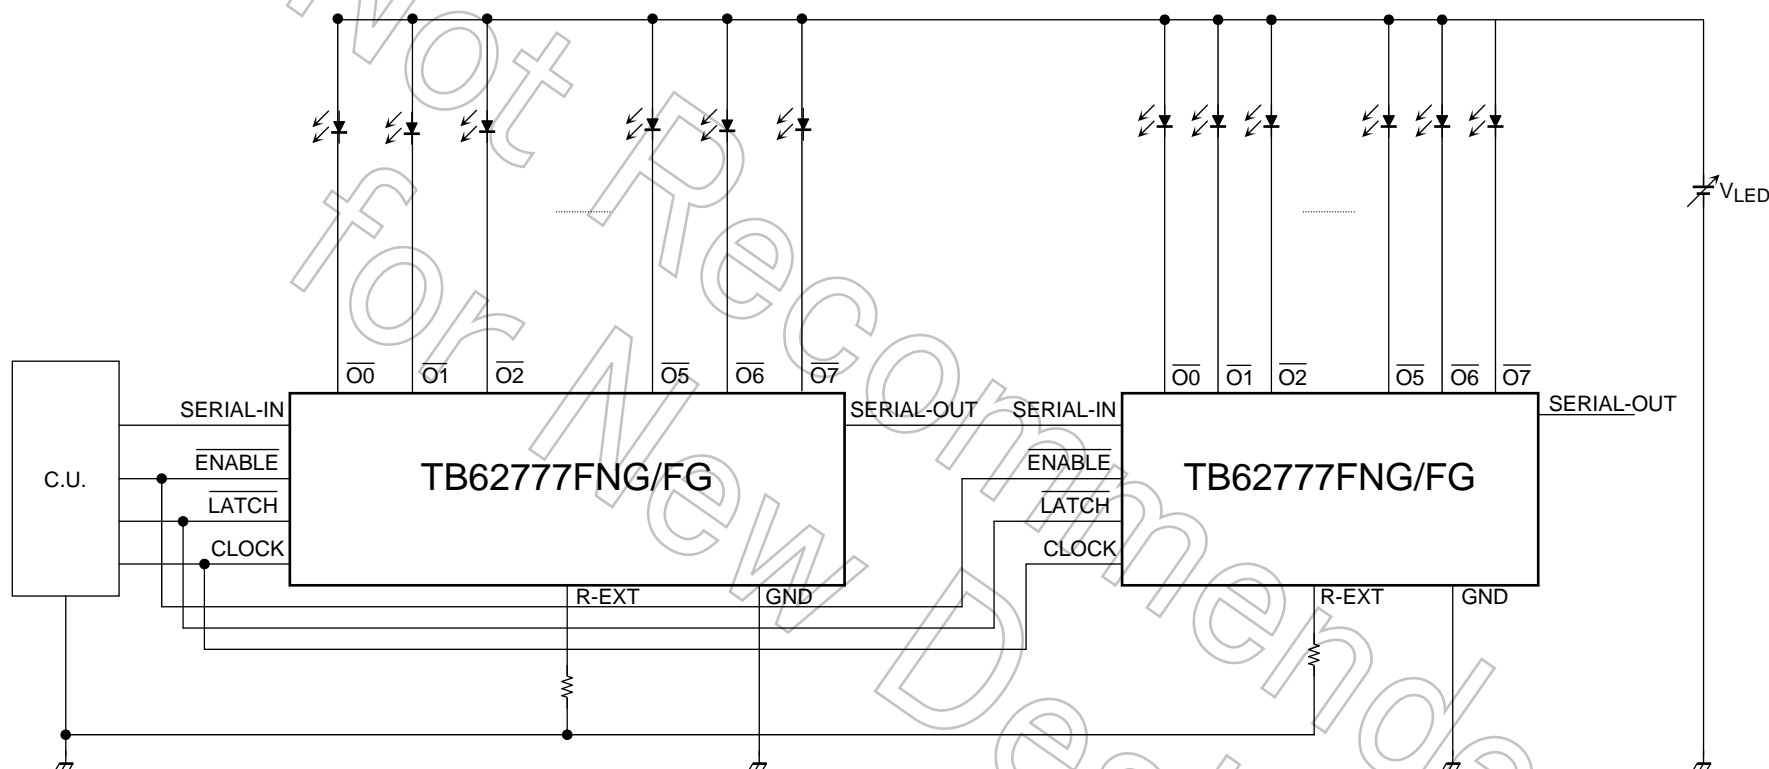 Not Recommende
for New Des
VLED
O0 O1 O2 O5 O6 O7
O0 O1 O2 O5 O6 O7
C.U.
SERIAL-IN
ENABLE
LATCH
CLOCK
TB62777FNG/FG
SERIAL-OUT
R-EXT
GND
SERIAL-IN
ENABLE
LATCH
CLOCK
TB62777FNG/FG
SERIAL-OUT
R-EXT
GND